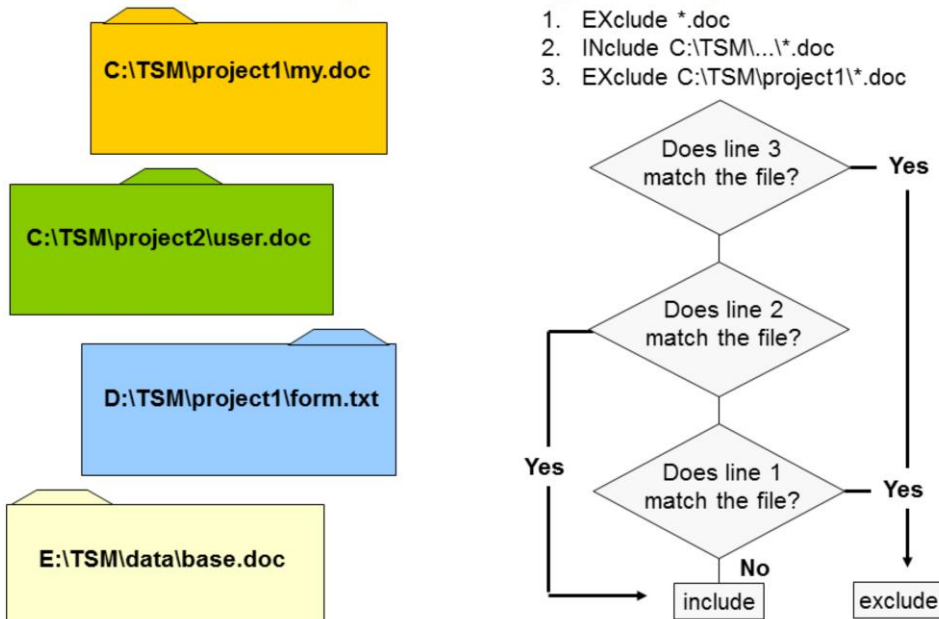 C:\TSM\project1\my.doc
C:\TSM\project2\user.doc
D:\TSM\project1\form.txt
E:\TSM\data\base.doc
1. EXclude *.doc
2. INclude C:\TSM\...\*.doc
3. EXclude C:\TSM\project1\*.doc
Does line 3
match the file?
Yes
Does line 2
match the file?
Yes
Does line 1
match the file?
Yes
No
include
exclude